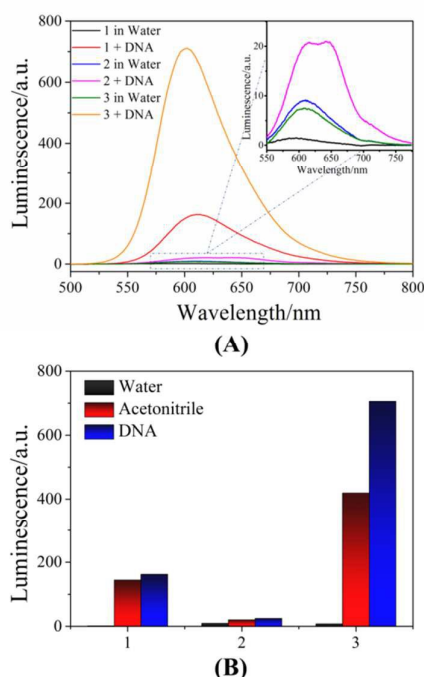 Luminescence/a.u.
800
600
400
200
0
1 in Water
1 + DNA
2 in Water
2 + DNA
3 in Water
3 + DNA
20
10
0
550 600 650 700 750
Wavelength/nm
500 550 600 650 700 750 800
Wavelength/nm
(A)
Luminescence/a.u.
800
600
400
200
0
Water
Acetonitrile
DNA
1 2 3
(B)